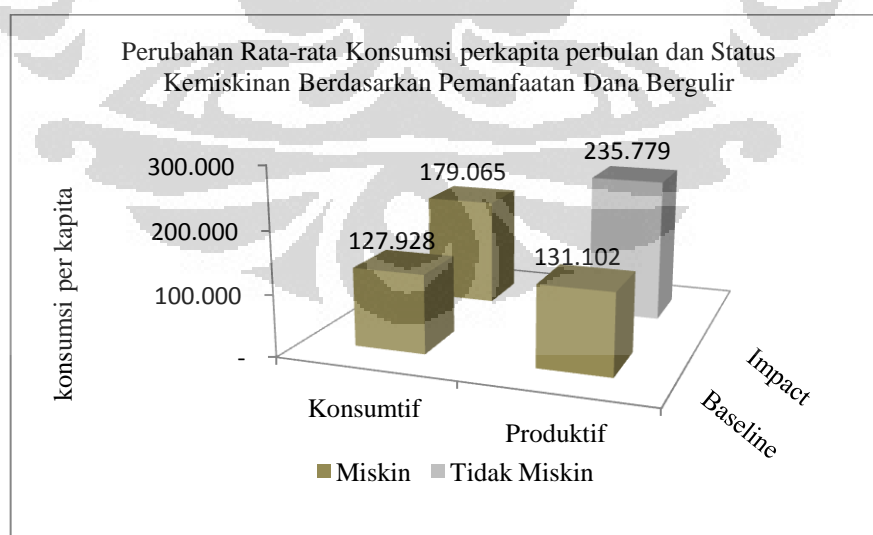 Perubahan Rata-rata Konsumsi perkapita perbulan dan Status
Kemiskinan Berdasarkan Pemanfaatan Dana Bergulir
konsumsi per kapita
300.000
200.000
100.000
-
127.928
179.065
131.102
235.779
Konsumtif
Produktif
Baseline
Impact
Miskin
Tidak Miskin